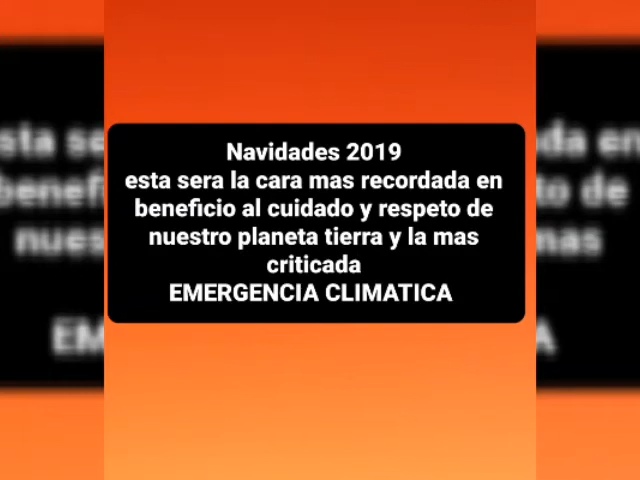 Navidades 2019
esta sera la cara mas recordada en
beneficio al cuidado y respeto de
nuestro planeta tierra y la mas
criticada
EMERGENCIA CLIMATICA